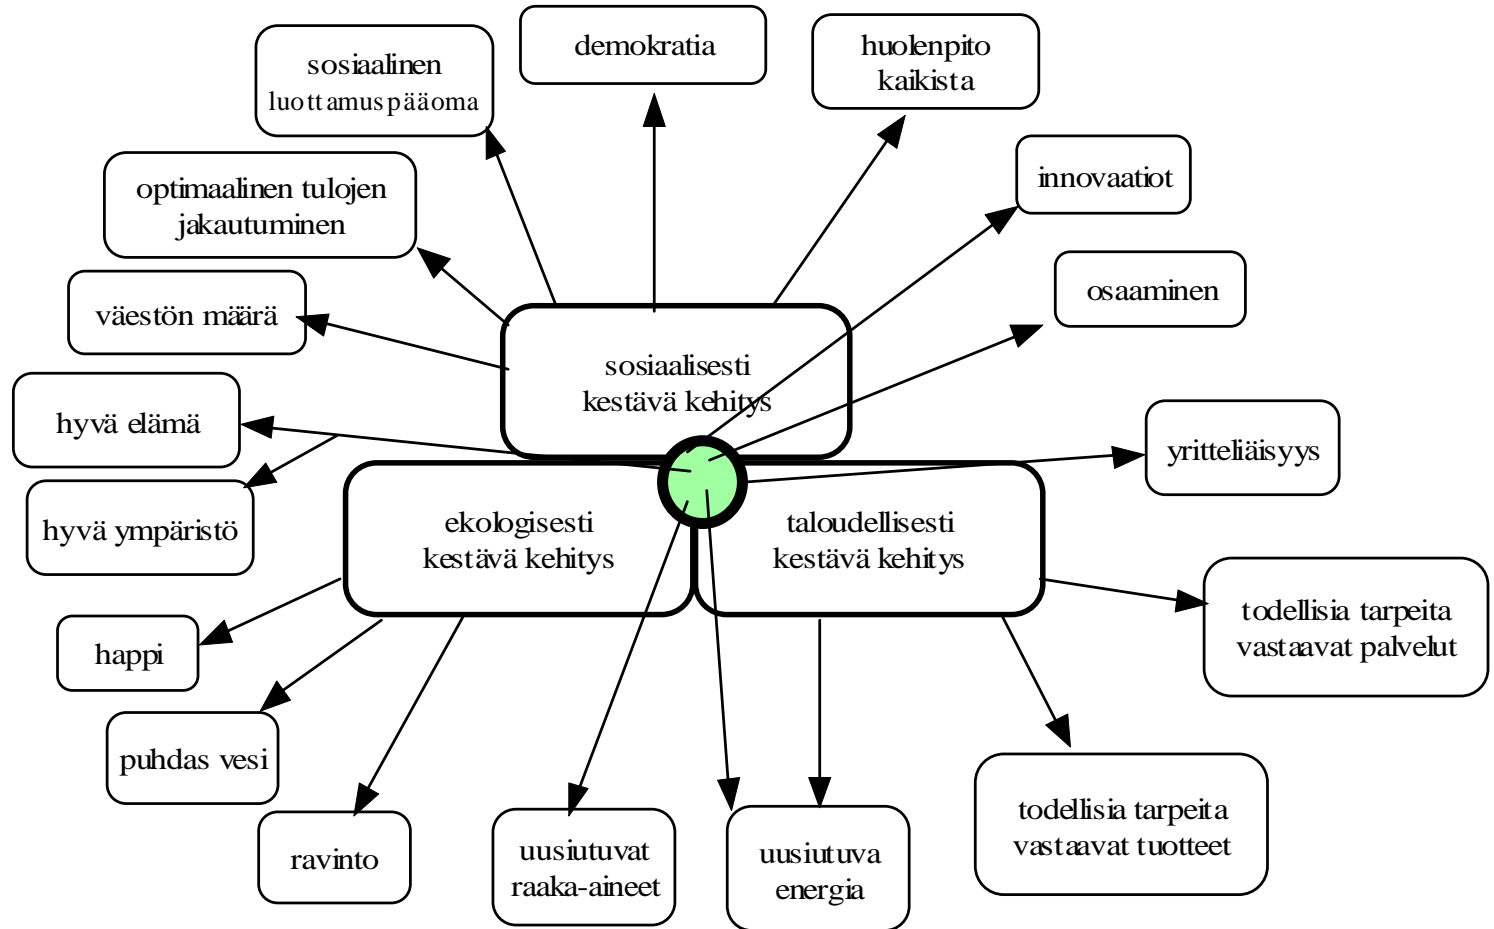 sosiaalinen
luottamuspääoma
demokratia
huolenpito
kaikista
innovaatiot
optimaalinen tulojen
jakautuminen
osaaminen
väestön määrä
sosiaalisesti
kestävä kehitys
hyvä elämä
yritteliäisyys
hyvä ympäristö
ekologisesti
kestävä kehitys
taloudellisesti
kestävä kehitys
happi
todellisia tarpeita
vastaavat palvelut
puhdas vesi
ravinto
uusiutuvat
raaka-aineet
uusiutuva
energia
todellisia tarpeita
vastaavat tuotteet